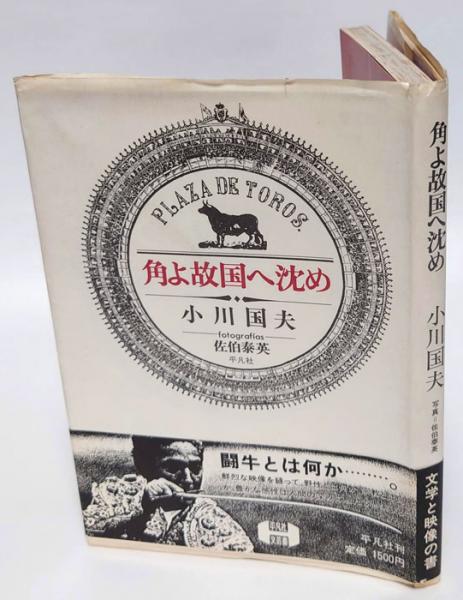 PLAZA DE TOROS.
角よ故国へ沈め
小川国夫
fotografías
佐伯泰英
平凡社
闘牛とは何か………。
鮮烈な映像を縫って、野性
平凡社刊
定価 1500円
角よ故国へ沈め
小川国夫
写真=佐伯泰英
文学と映像の書